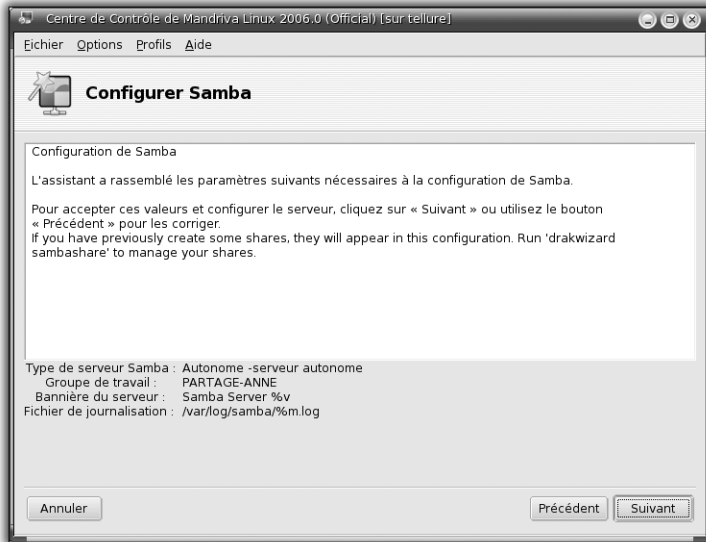 Centre de Contrôle de Mandriva Linux 2006.0 (Official) [sur tellure]
Fichier Options Profils Aide
Configurer Samba
Configuration de Samba
L'assistant a rassemblé les paramètres suivants nécessaires à la configuration de Samba.
Pour accepter ces valeurs et configurer le serveur, cliquez sur « Suivant » ou utilisez le bouton
« Précédent » pour les corriger.
If you have previously create some shares, they will appear in this configuration. Run 'drakwizard
sambashare' to manage your shares.
Type de serveur Samba : Autonome -serveur autonome
Groupe de travail : PARTAGE-ANNE
Bannière du serveur : Samba Server %v
Fichier de journalisation : /var/log/samba/%m.log
Annuler Précédent Suivant